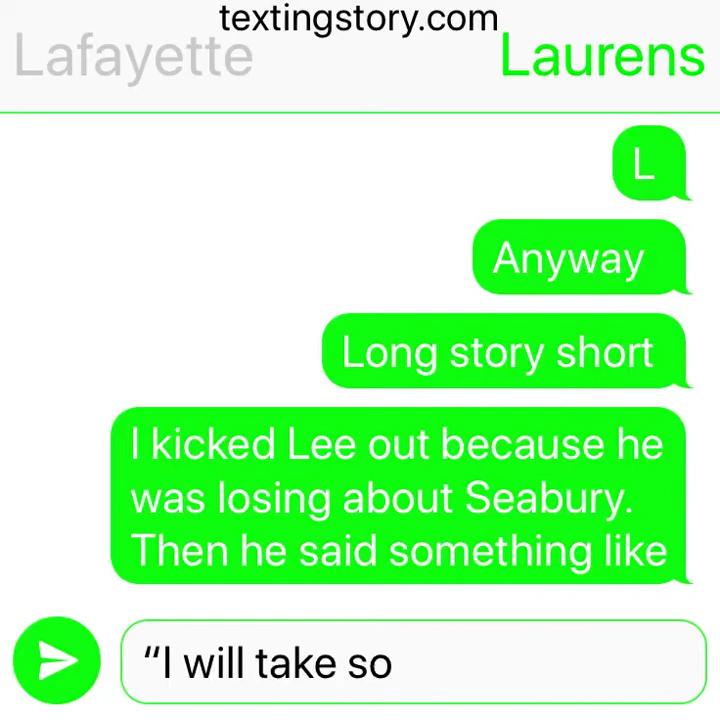 textingstory.com
Lafayette
Laurens
L
Anyway
Long story short
I kicked Lee out because he
was losing about Seabury.
Then he said something like
“I will take so